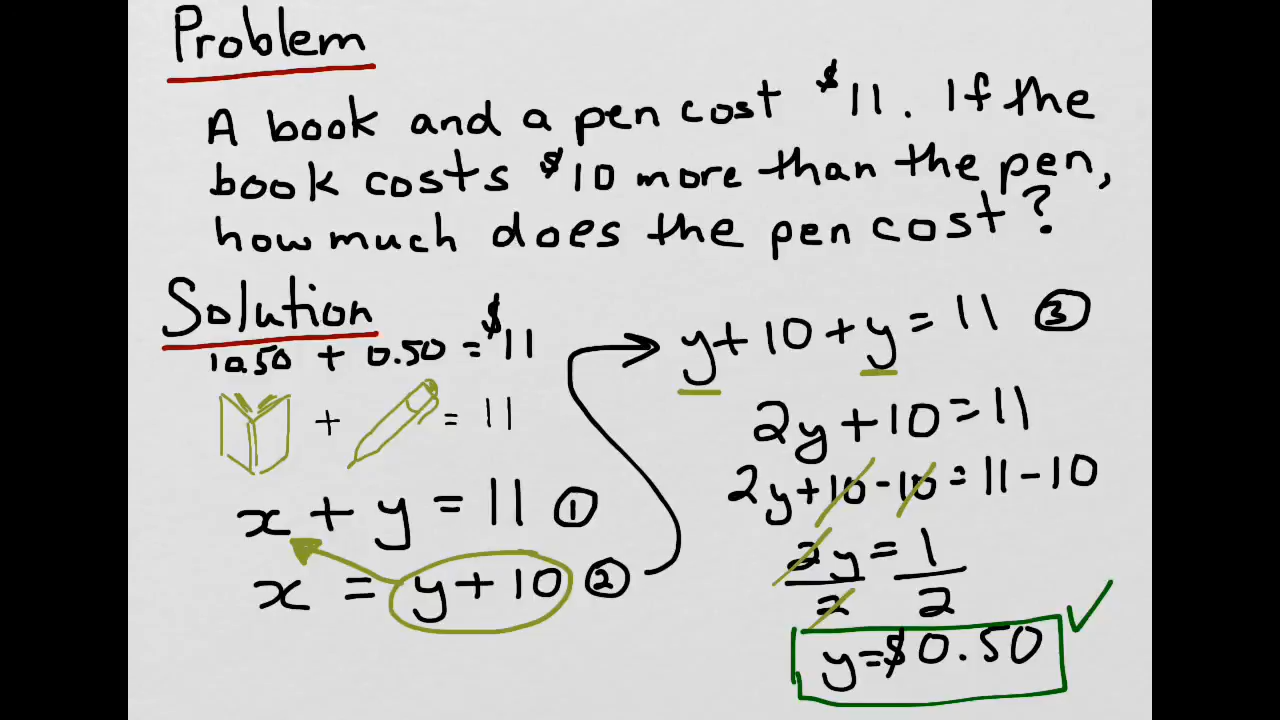 Problem
A book and a pen cost $11. If the
book costs $10 more than the pen,
how much does the pen cost?
Solution
10.50 + 0.50 = $11
+ = 11
x + y = 11 ①
x = y + 10 ②
y + 10 + y = 11 ③
2y + 10 = 11
2y + 10 - 10 = 11 - 10
2y = 1
2 2
y = $0.50 ✓